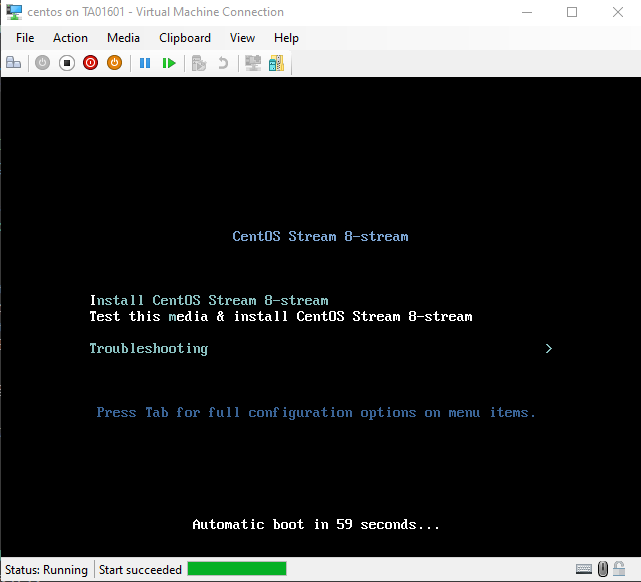 centos on TA01601 - Virtual Machine Connection
File Action Media Clipboard View Help
CentOS Stream 8-stream
Install CentOS Stream 8-stream
Test this media & install CentOS Stream 8-stream
Troubleshooting >
Press Tab for full configuration options on menu items.
Automatic boot in 59 seconds...
Status: Running Start succeeded